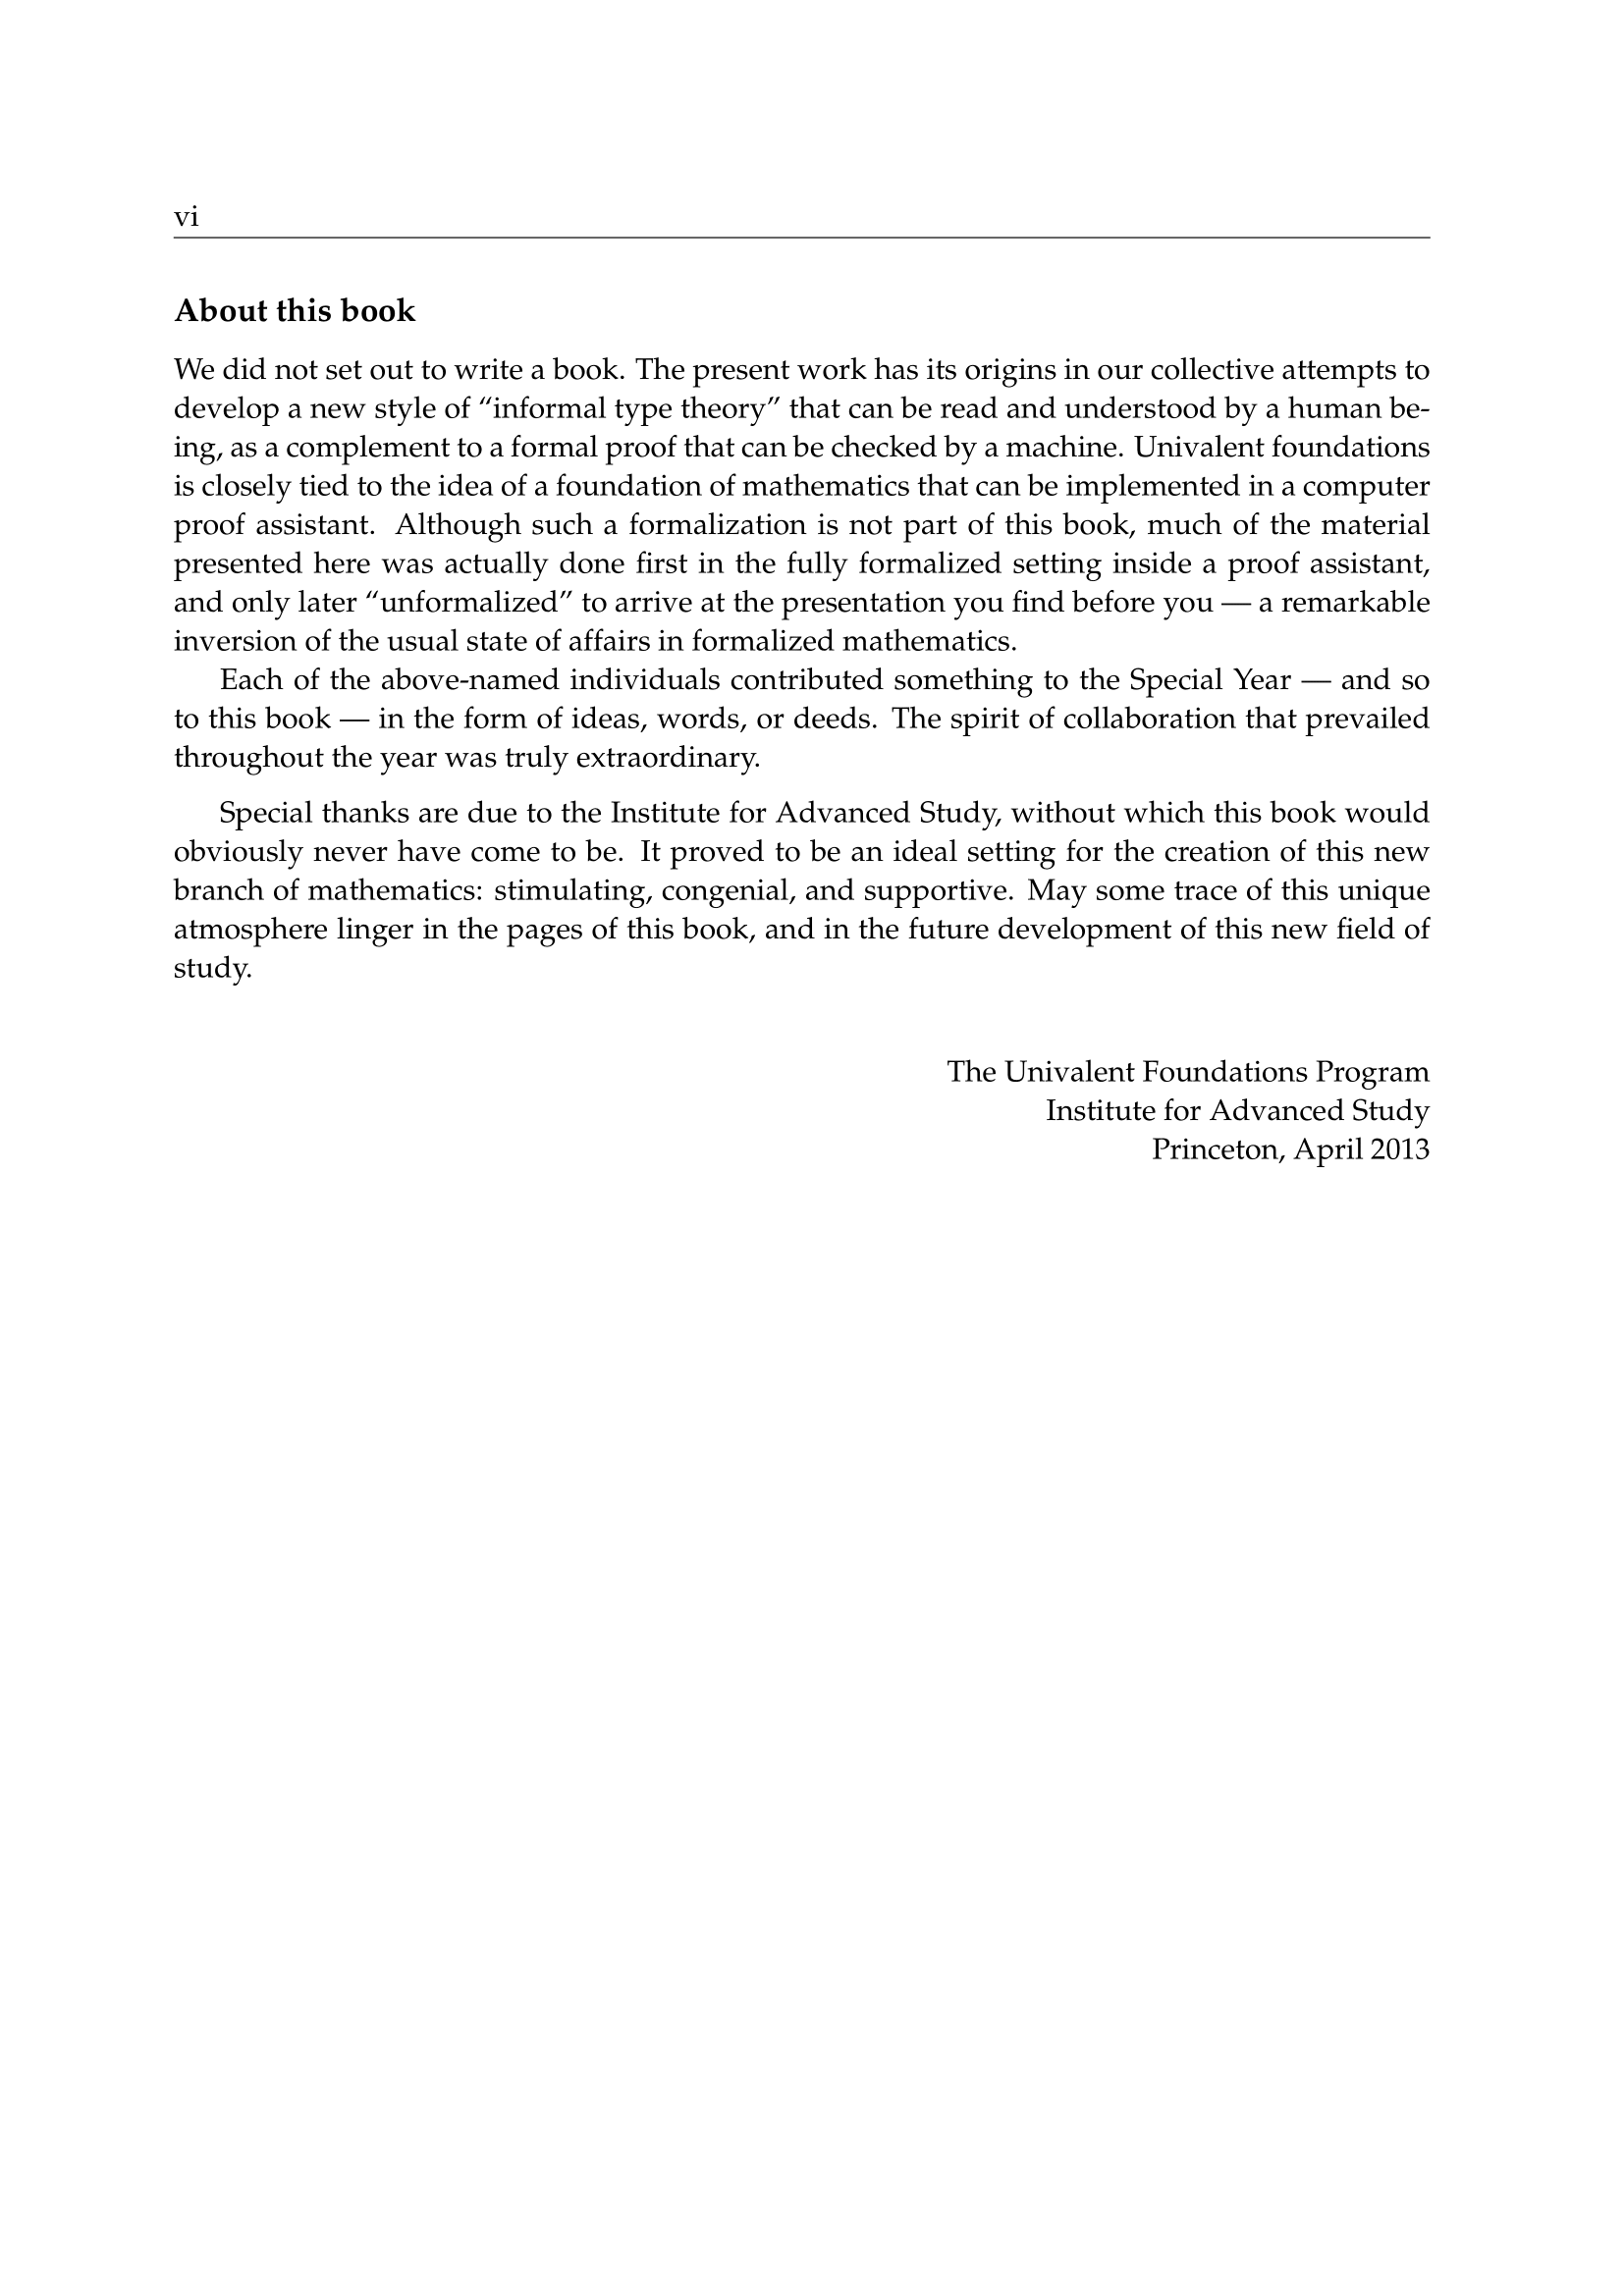 vi
About this book
We did not set out to write a book. The present work has its origins in our collective attempts to
develop a new style of “informal type theory” that can be read and understood by a human be-
ing, as a complement to a formal proof that can be checked by a machine. Univalent foundations
is closely tied to the idea of a foundation of mathematics that can be implemented in a computer
proof assistant. Although such a formalization is not part of this book, much of the material
presented here was actually done first in the fully formalized setting inside a proof assistant,
and only later “unformalized” to arrive at the presentation you find before you — a remarkable
inversion of the usual state of affairs in formalized mathematics.
Each of the above-named individuals contributed something to the Special Year — and so
to this book — in the form of ideas, words, or deeds. The spirit of collaboration that prevailed
throughout the year was truly extraordinary.
Special thanks are due to the Institute for Advanced Study, without which this book would
obviously never have come to be. It proved to be an ideal setting for the creation of this new
branch of mathematics: stimulating, congenial, and supportive. May some trace of this unique
atmosphere linger in the pages of this book, and in the future development of this new field of
study.
The Univalent Foundations Program
Institute for Advanced Study
Princeton, April 2013